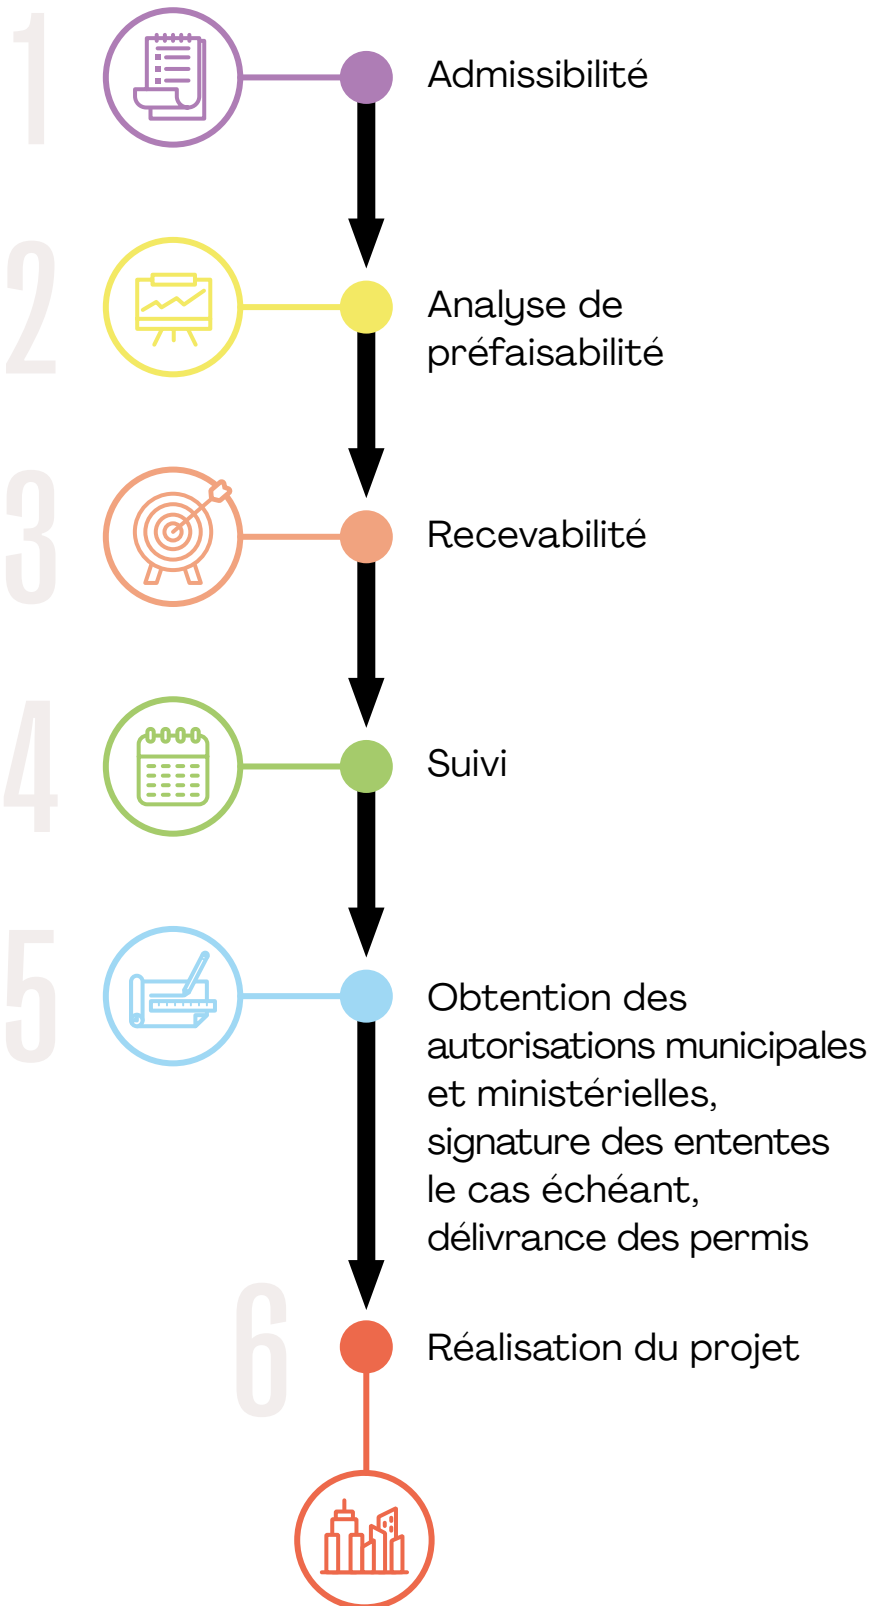 1
Admissibilité
2
Analyse de
préfaisabilité
3
Recevabilité
4
Suivi
5
Obtention des
autorisations municipales
et ministérielles,
signature des ententes
le cas échéant,
délivrance des permis
6
Réalisation du projet